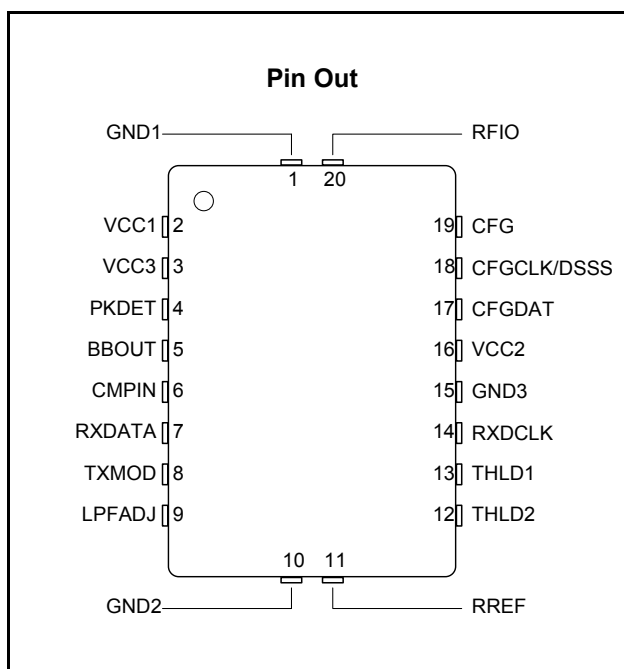 Pin Out
GND1 RFIO
1 20
VCC1 2 19 CFG
VCC3 3 18 CFGCLK/DSSS
PKDET 4 17 CFGDAT
BBOUT 5 16 VCC2
CMPIN 6 15 GND3
RXDATA 7 14 RXDCLK
TXMOD 8 13 THLD1
LPFADJ 9 12 THLD2
10 11
GND2 RREF